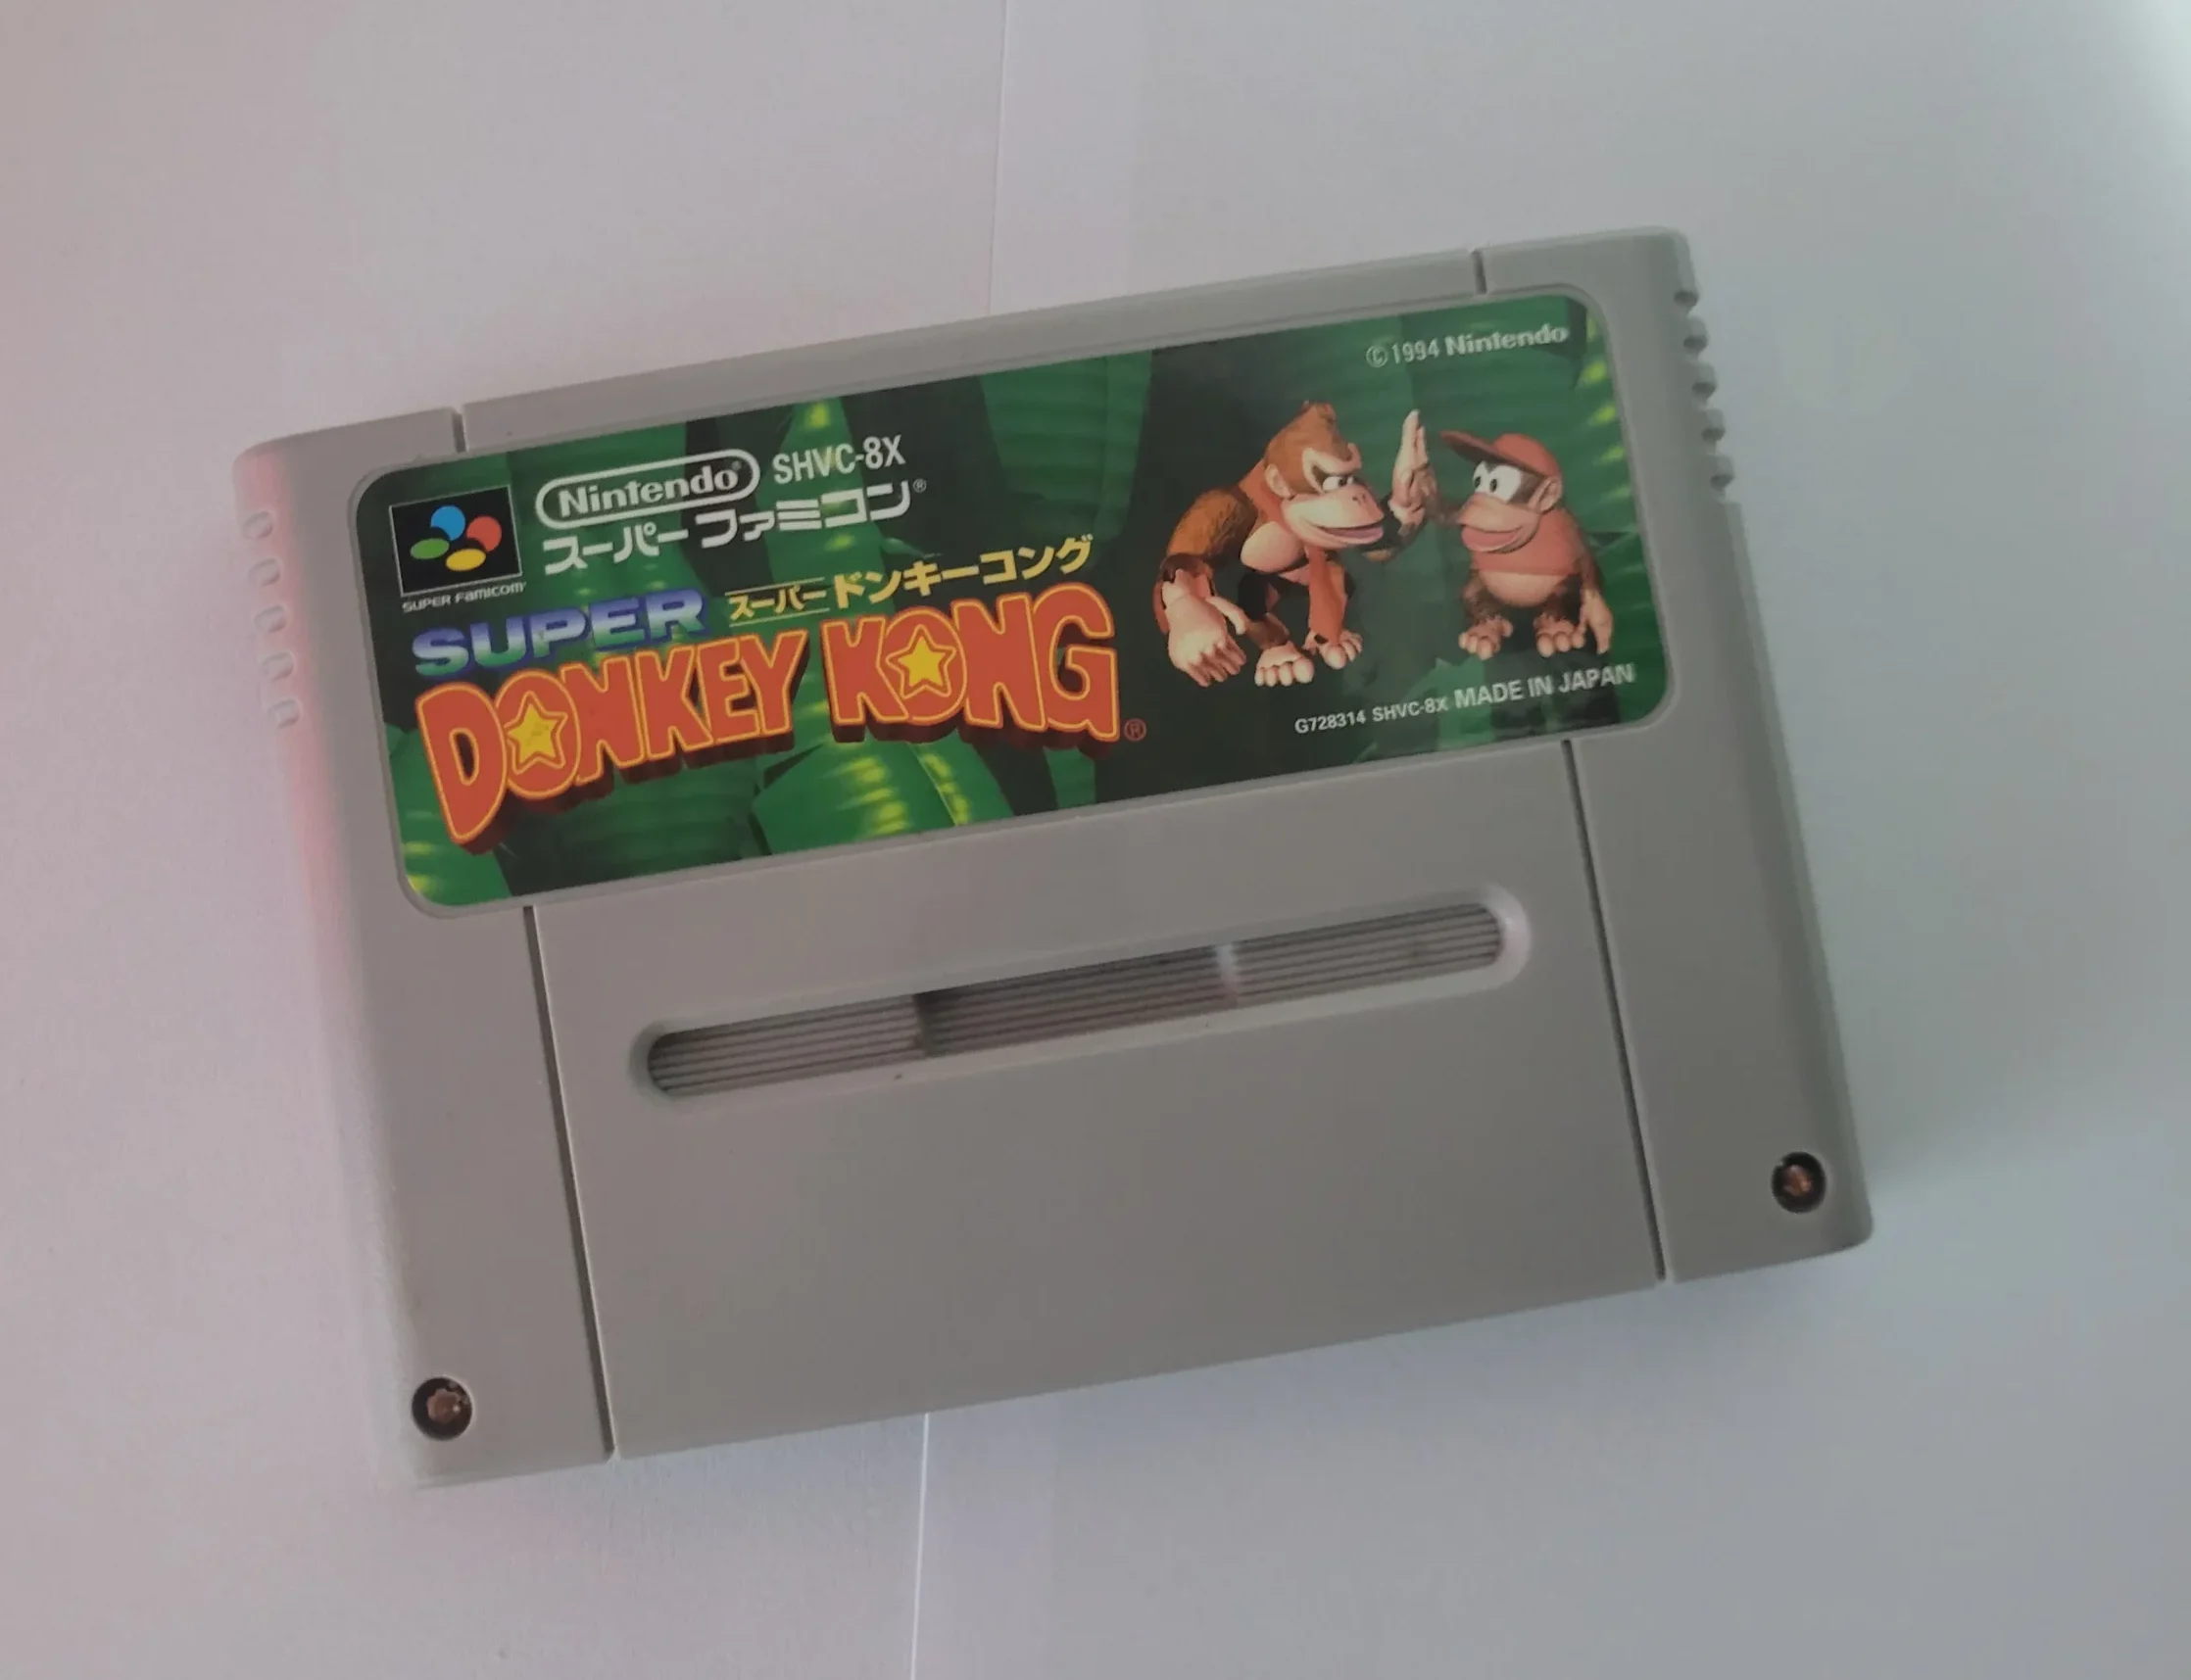 ©1994 Nintendo
Nintendo® SHVC-8X
スーパーファミコン®
SUPER FAMICOM™
スーパードンキーコング
SUPER
DONKEY KONG®
G728314 SHVC-8X MADE IN JAPAN